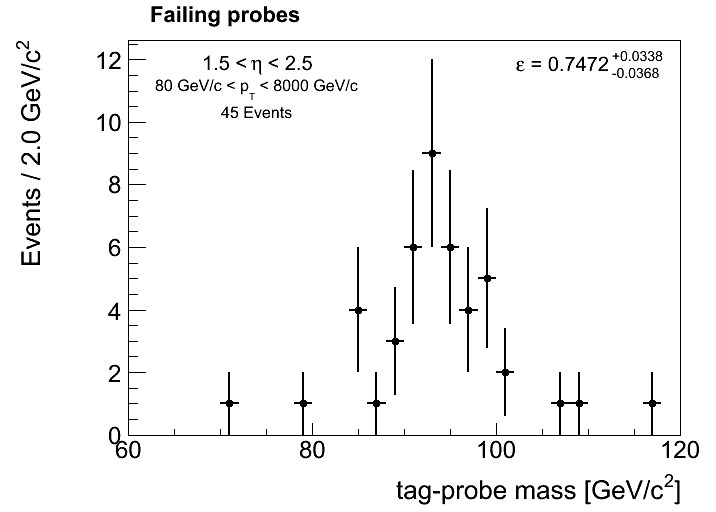 Failing probes
1.5 < η < 2.5
80 GeV/c < p_T < 8000 GeV/c
45 Events
ε = 0.7472 +0.0338 -0.0368
Events / 2.0 GeV/c²
12
10
8
6
4
2
0
60 80 100 120
tag-probe mass [GeV/c²]